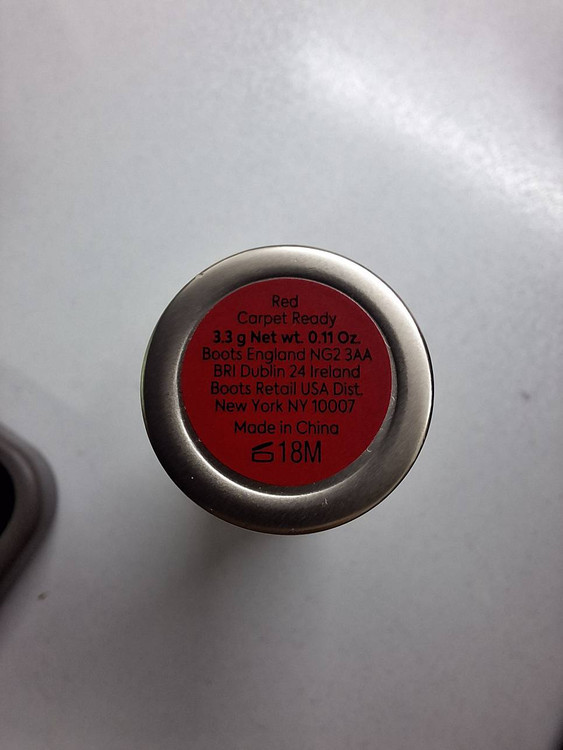 Red
Carpet Ready
3.3 g Net wt. 0.11 Oz.
Boots England NG2 3AA
BRI Dublin 24 Ireland
Boots Retail USA Dist.
New York NY 10007
Made in China
18M